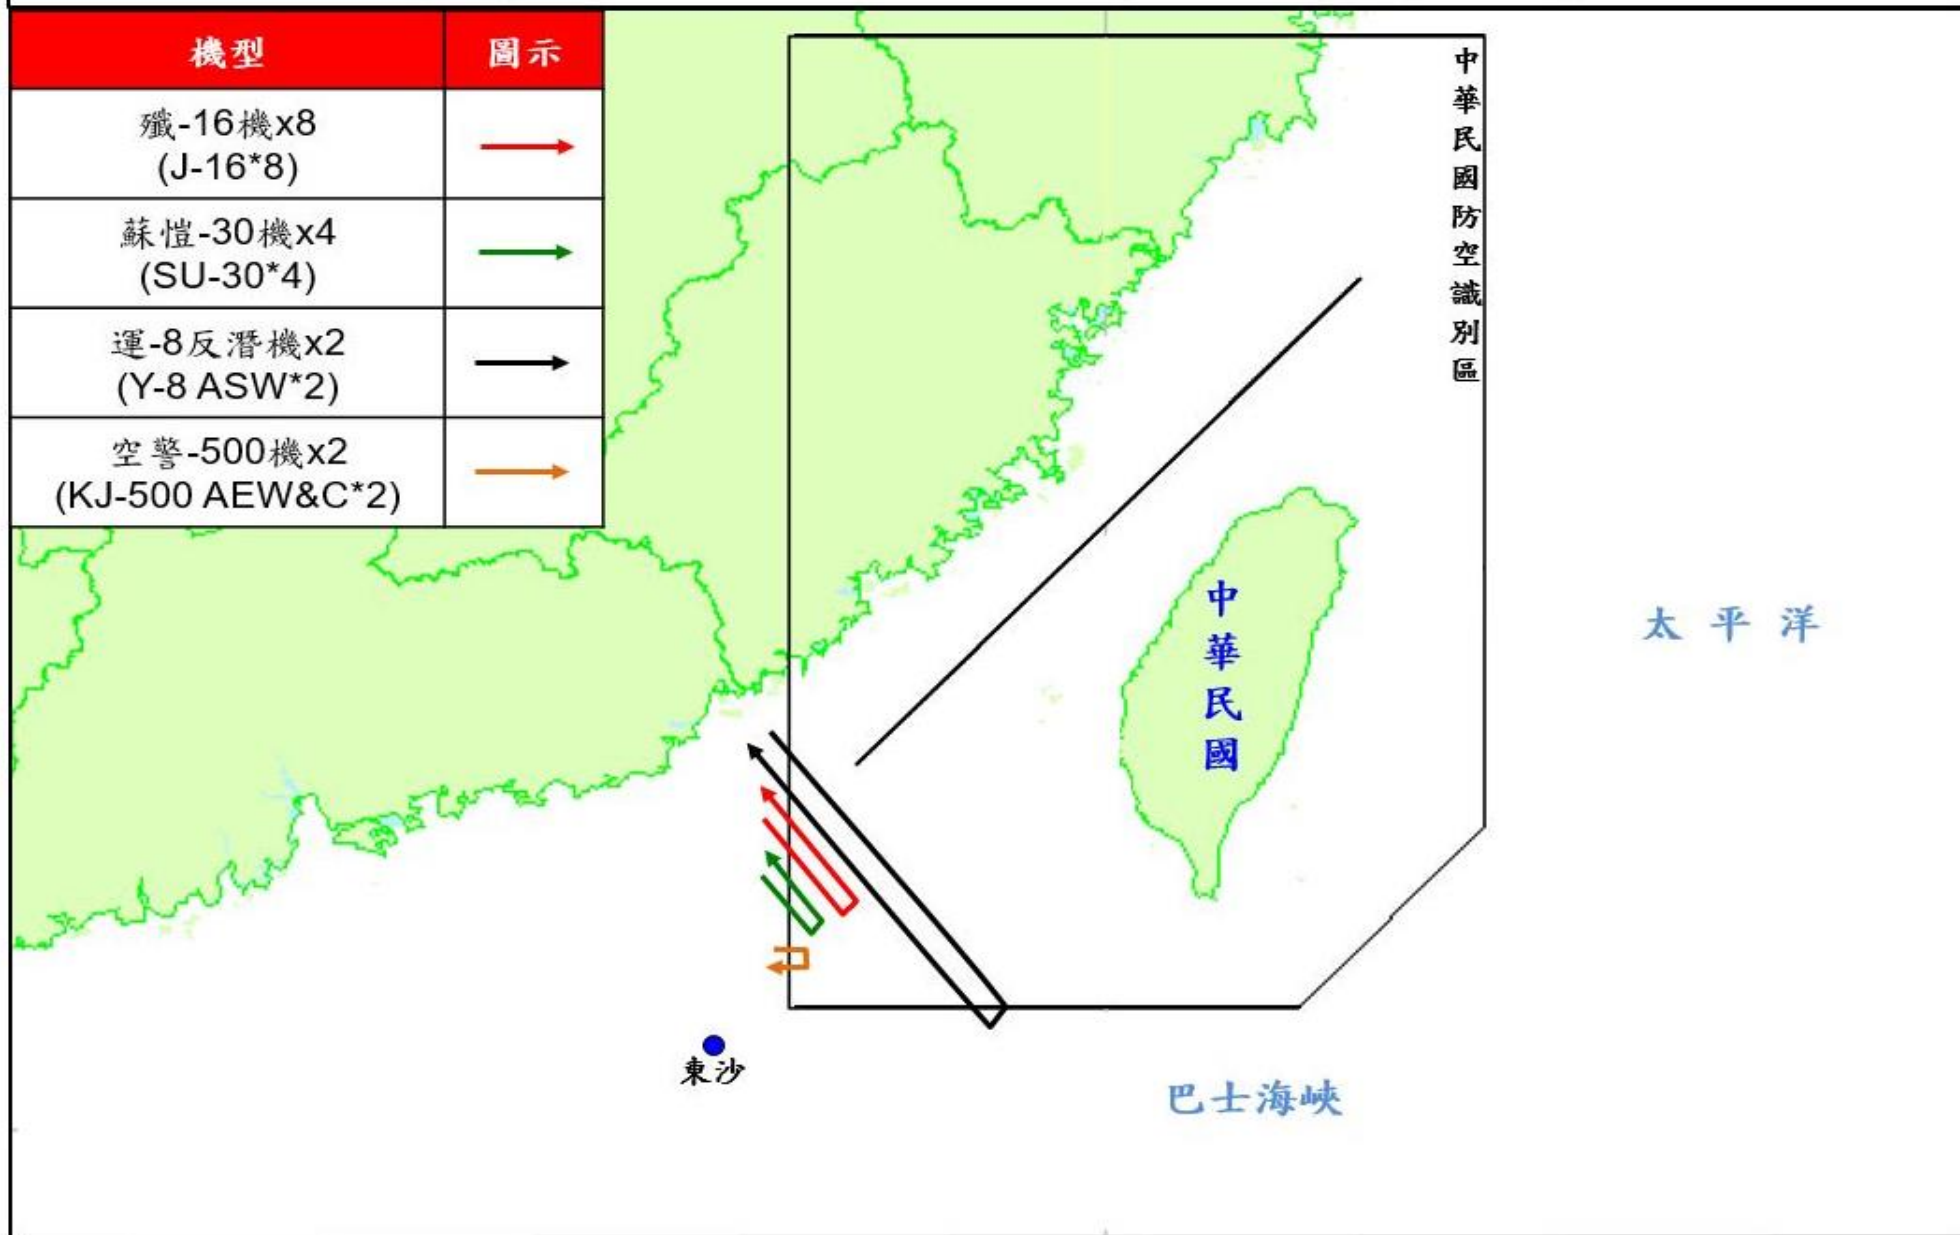 機型 圖示
殲-16機x8
(J-16*8)
蘇愷-30機x4
(SU-30*4)
運-8反潛機x2
(Y-8 ASW*2)
空警-500機x2
(KJ-500 AEW&C*2)
中華民國防空識別區
中華民國
太平洋
東沙
巴士海峽